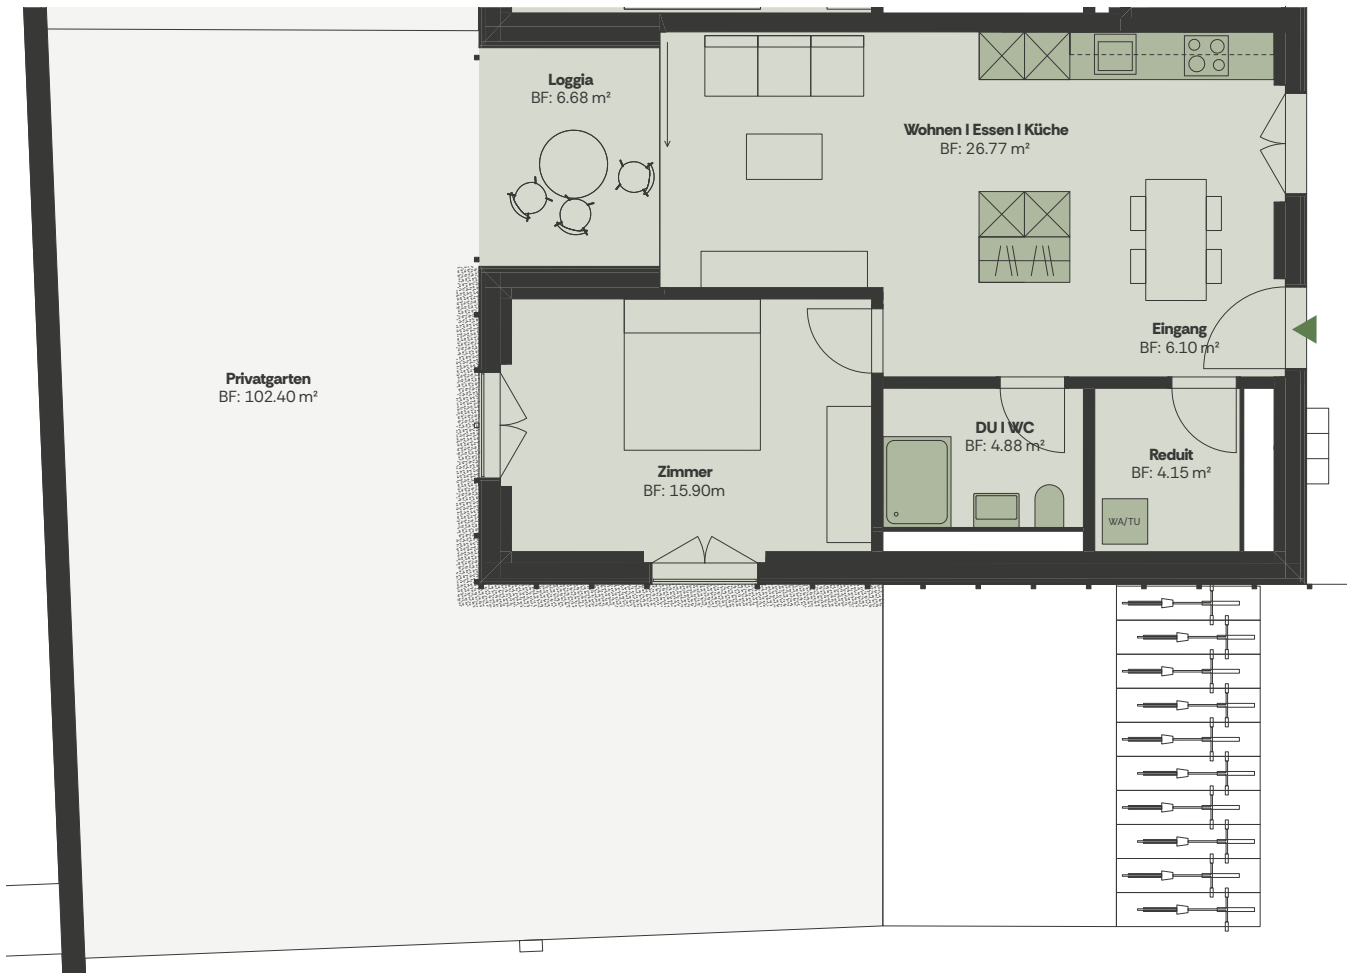 Loggia
BF: 6.68 m²
Wohnen I Essen I Küche
BF: 26.77 m²
Eingang
BF: 6.10 m²
Privatgarten
BF: 102.40 m²
DU I WC
BF: 4.88 m²
Reduit
BF: 4.15 m²
Zimmer
BF: 15.90m
WA/TU